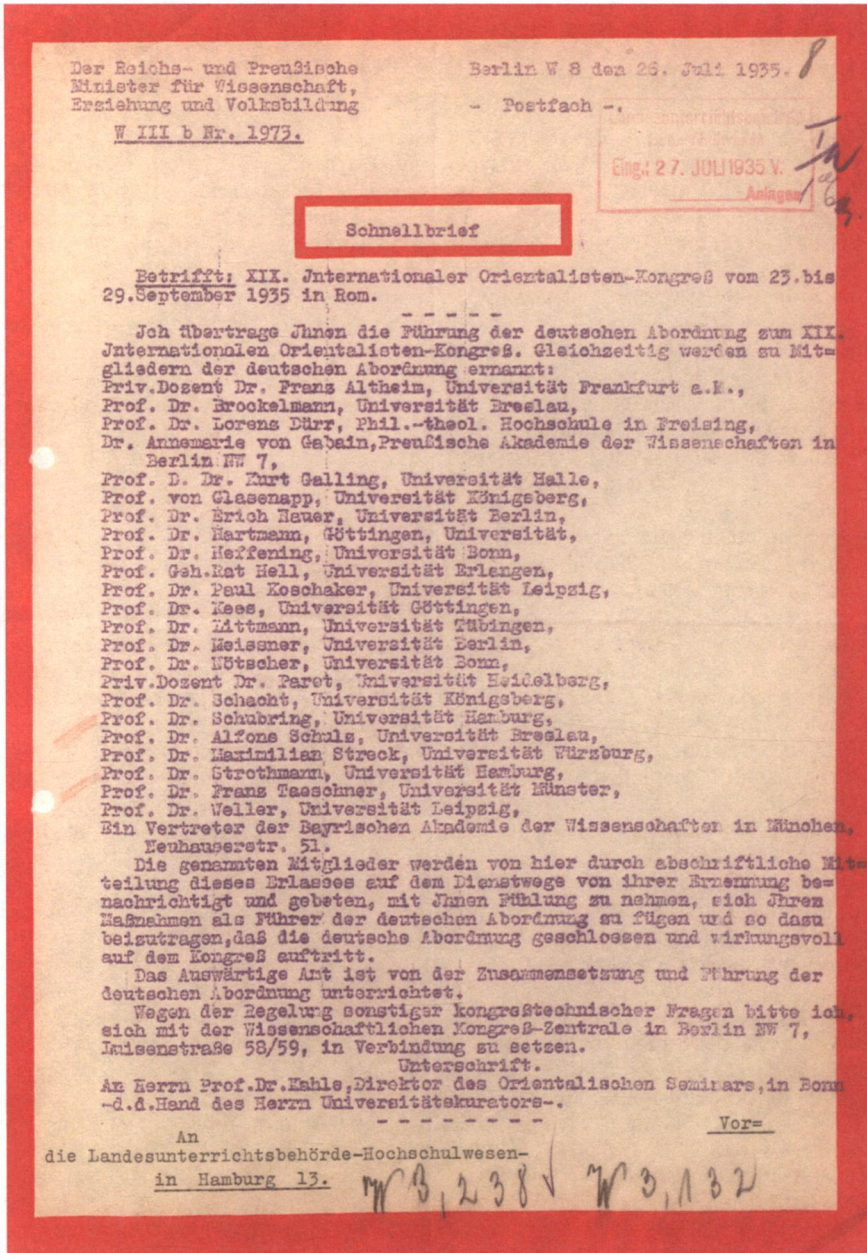 Der Reichs- und Preußische
Minister für Wissenschaft,
Erziehung und Volksbildung
W III b Nr. 1973.
Berlin W 8 den 26. Juli 1935.
8
- Postfach -.
Eing.: 27. JULI 1935 V.
Anlagen
Schnellbrief
Betrifft: XIX. Jnternationaler Orientalisten-Kongreß vom 23.bis
29.September 1935 in Rom.
- - - - -
Jch übertrage Jhnen die Führung der deutschen Abordnung zum XIX.
Jnternationalen Orientalisten-Kongreß. Gleichzeitig werden zu Mit=
gliedern der deutschen Abordnung ernannt:
Priv.Dozent Dr. Franz Altheim, Universität Frankfurt a.M.,
Prof. Dr. Brockelmann, Universität Breslau,
Prof. Dr. Lorenz Dürr, Phil.-theol. Hochschule in Freising,
Dr. Annemarie von Gabain,Preußische Akademie der Wissenschaften in
Berlin NW 7,
Prof. D. Dr. Kurt Galling, Universität Halle,
Prof. von Glasenapp, Universität Königsberg,
Prof. Dr. Erich Hauer, Universität Berlin,
Prof. Dr. Hartmann, Göttingen, Universität,
Prof. Dr. Heffening, Universität Bonn,
Prof. Geh.Rat Hell, Universität Erlangen,
Prof. Dr. Paul Koschaker, Universität Leipzig,
Prof. Dr. Kees, Universität Göttingen,
Prof. Dr. Littmann, Universität Tübingen,
Prof. Dr. Meissner, Universität Berlin,
Prof. Dr. Nötscher, Universität Bonn,
Priv.Dozent Dr. Paret, Universität Heidelberg,
Prof. Dr. Schacht, Universität Königsberg,
Prof. Dr. Schubring, Universität Hamburg,
Prof. Dr. Alfons Schulz, Universität Breslau,
Prof. Dr. Maximilian Streck, Universität Würzburg,
Prof. Dr. Strothmann, Universität Hamburg,
Prof. Dr. Franz Taeschner, Universität Münster,
Prof. Dr. Weller, Universität Leipzig,
Ein Vertreter der Bayrischen Akademie der Wissenschaften in München,
Neuhauserstr. 51.
Die genannten Mitglieder werden von hier durch abschriftliche Mit=
teilung dieses Erlasses auf dem Dienstwege von ihrer Ernennung be=
nachrichtigt und gebeten, mit Jhnen Fühlung zu nehmen, sich Jhren
Maßnahmen als Führer der deutschen Abordnung zu fügen und so dazu
beizutragen,daß die deutsche Abordnung geschlossen und wirkungsvoll
auf dem Kongreß auftritt.
Das Auswärtige Amt ist von der Zusammensetzung und Führung der
deutschen Abordnung unterrichtet.
Wegen der Regelung sonstiger kongreßtechnischer Fragen bitte ich,
sich mit der Wissenschaftlichen Kongreß-Zentrale in Berlin NW 7,
Luisenstraße 58/59, in Verbindung zu setzen.
Unterschrift.
An Herrn Prof.Dr.Kahle,Direktor des Orientalischen Seminars,in Bonn
-d.d.Hand des Herrn Universitätskurators-.
- - - - - - - -
Vor=
An
die Landesunterrichtsbehörde-Hochschulwesen-
in Hamburg 13.
W 3,238 W 3,132